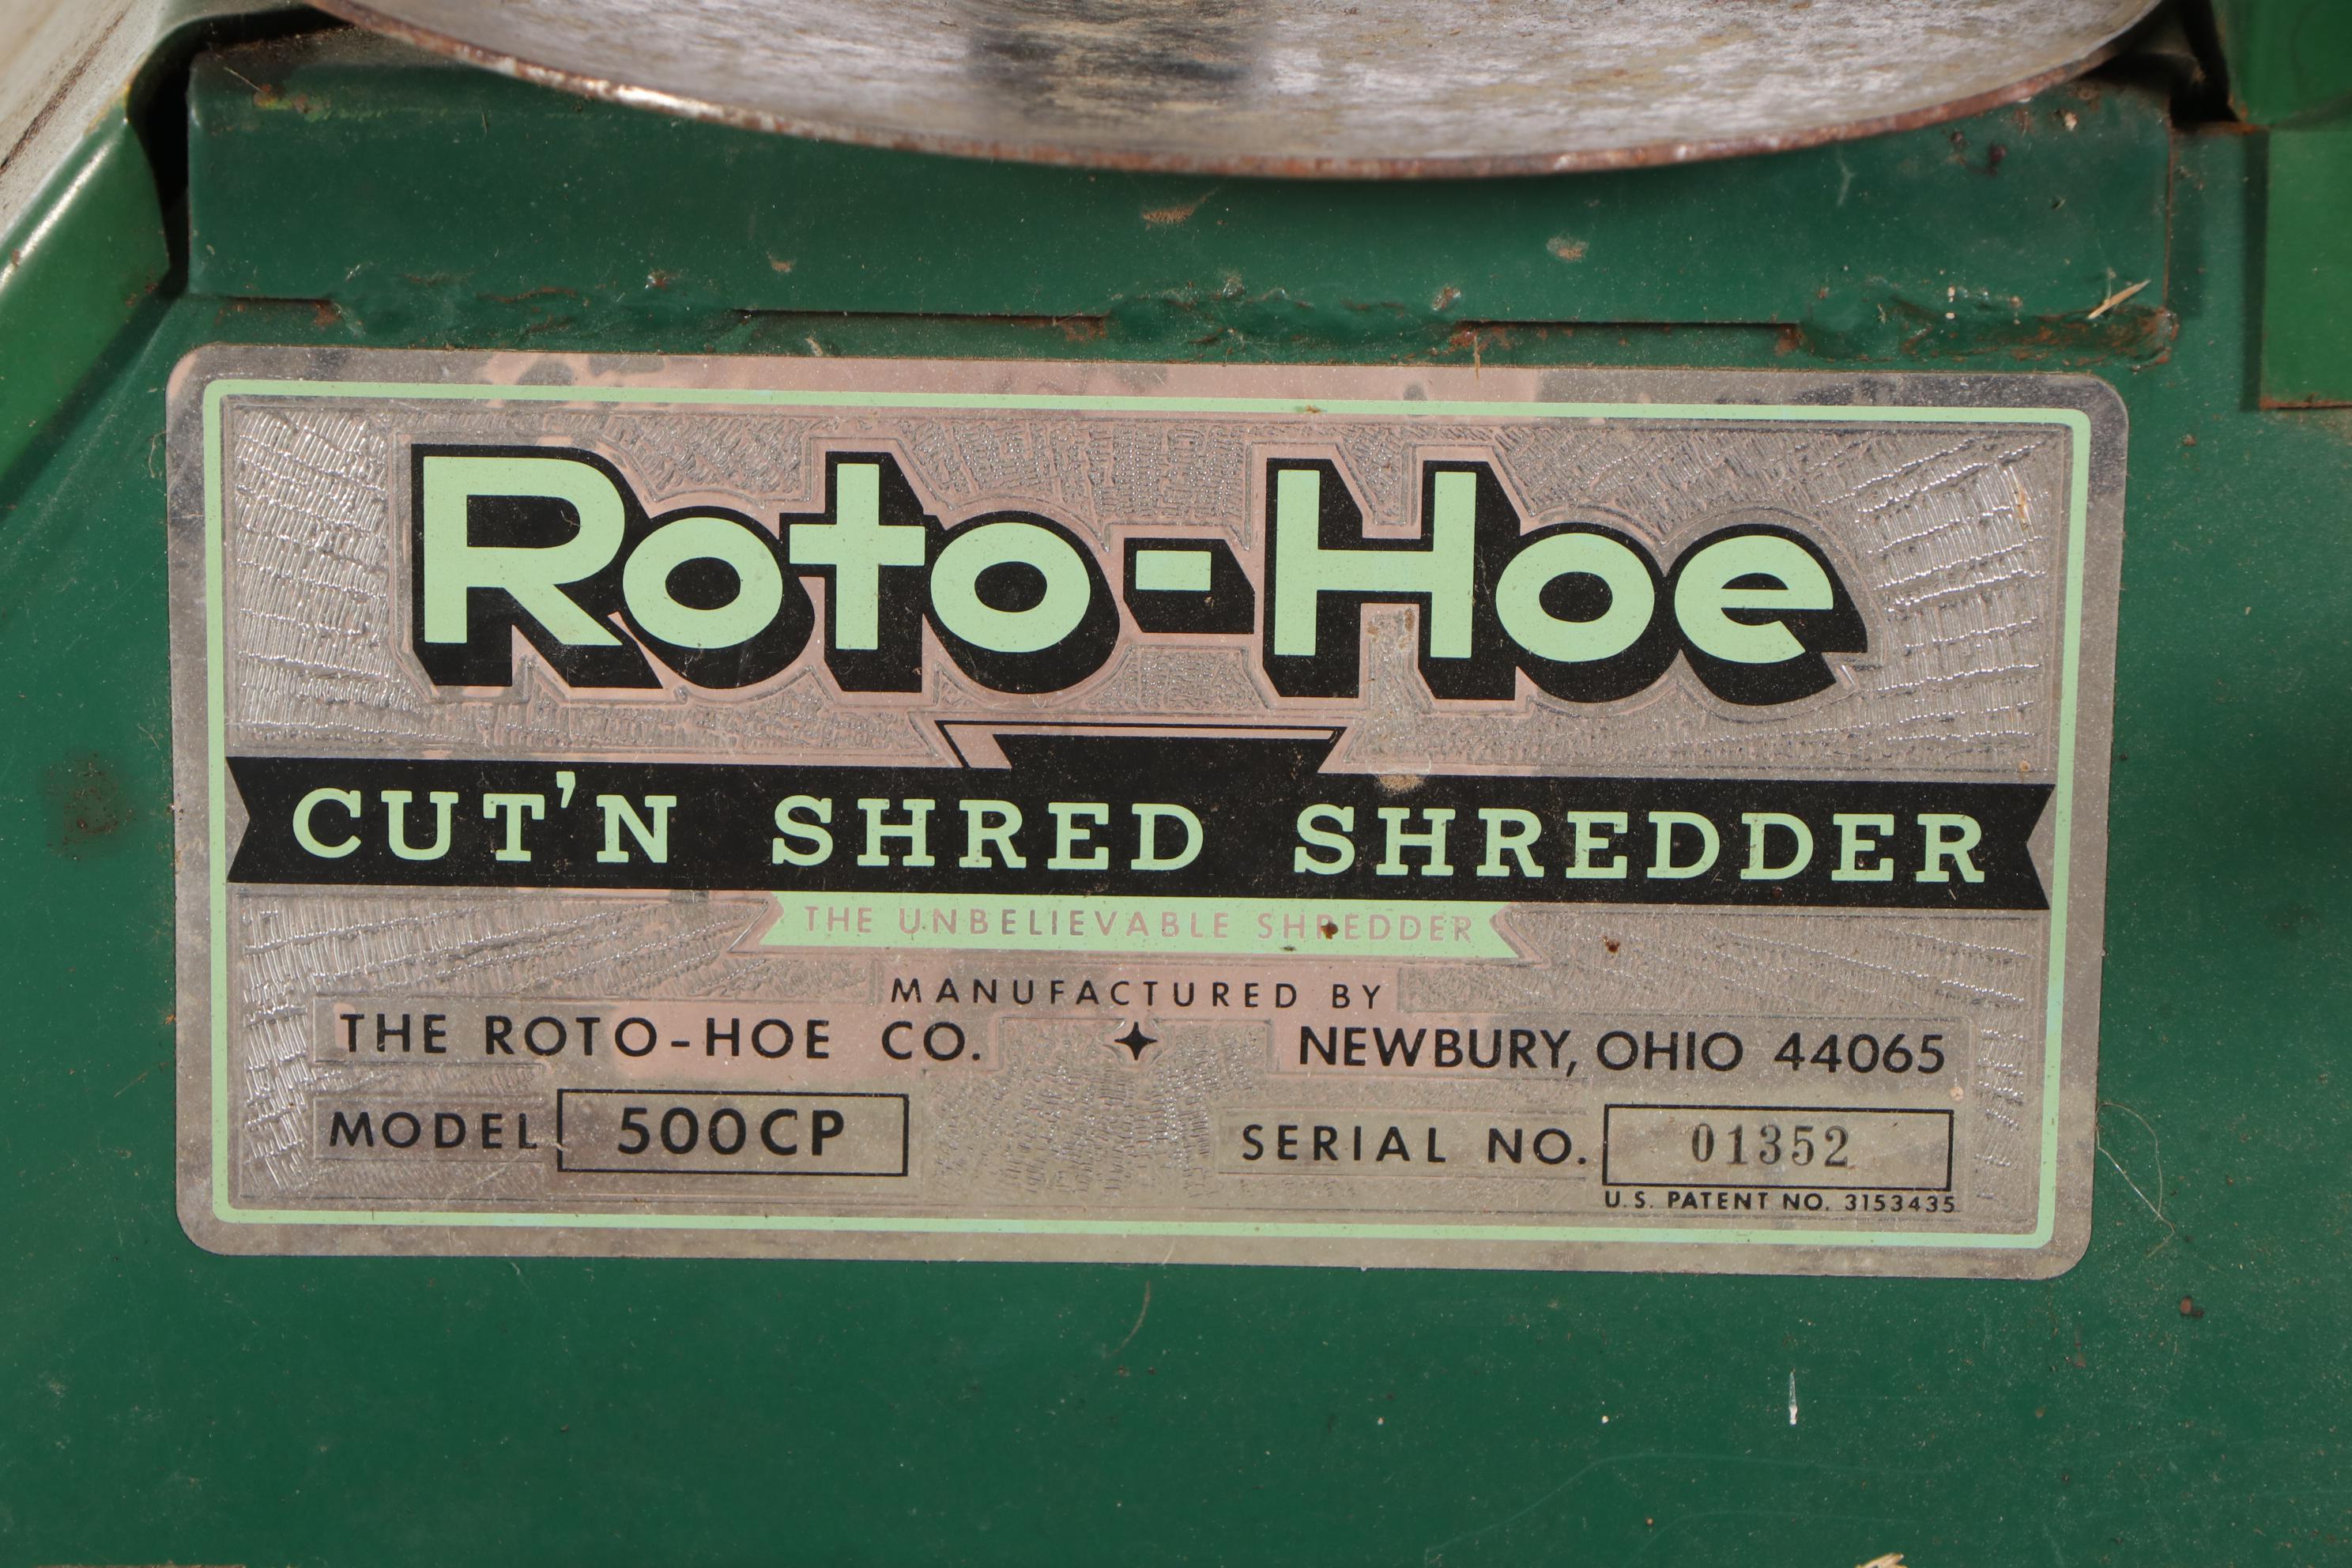 Roto-Hoe
CUT'N SHRED SHREDDER
THE UNBELIEVABLE SHREDDER
MANUFACTURED BY
THE ROTO-HOE CO. NEWBURY, OHIO 44065
MODEL 500CP SERIAL NO. 01352
U.S. PATENT NO. 3153435